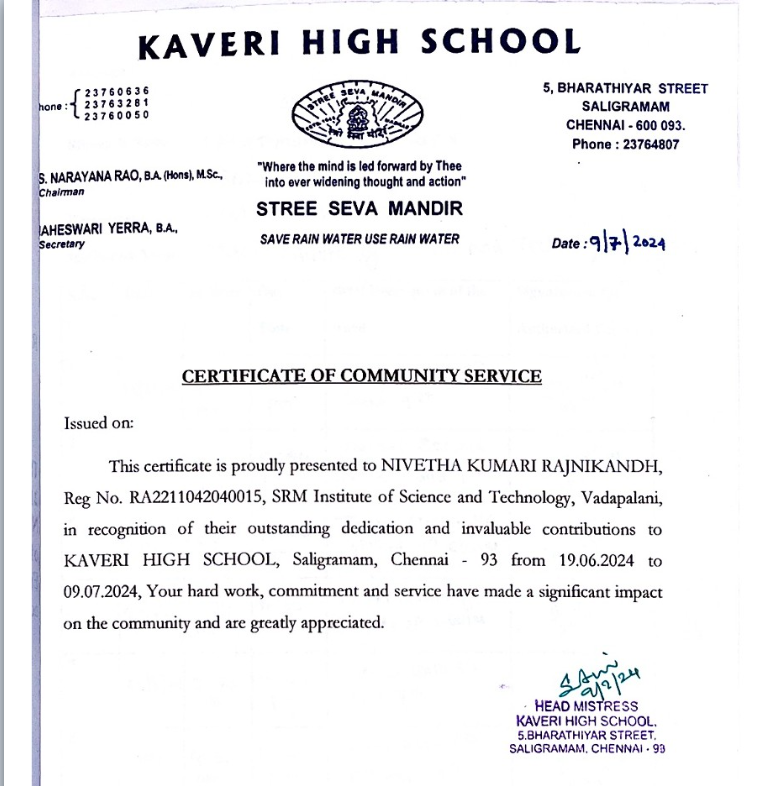 KAVERI HIGH SCHOOL
hone :
23760636
23763281
23760050
STREE SEVA MANDIR
5, BHARATHIYAR STREET
SALIGRAMAM
CHENNAI - 600 093.
Phone : 23764807
S. NARAYANA RAO, B.A. (Hons), M.Sc.,
Chairman
"Where the mind is led forward by Thee
into ever widening thought and action"
STREE SEVA MANDIR
AHESWARI YERRA, B.A.,
Secretary
SAVE RAIN WATER USE RAIN WATER
Date : 9/7/2024
CERTIFICATE OF COMMUNITY SERVICE
Issued on:
This certificate is proudly presented to NIVETHA KUMARI RAJNIKANDH,
Reg No. RA2211042040015, SRM Institute of Science and Technology, Vadapalani,
in recognition of their outstanding dedication and invaluable contributions to
KAVERI HIGH SCHOOL, Saligramam, Chennai - 93 from 19.06.2024 to
09.07.2024, Your hard work, commitment and service have made a significant impact
on the community and are greatly appreciated.
9/7/24
HEAD MISTRESS
KAVERI HIGH SCHOOL,
5.BHARATHIYAR STREET,
SALIGRAMAM, CHENNAI - 93